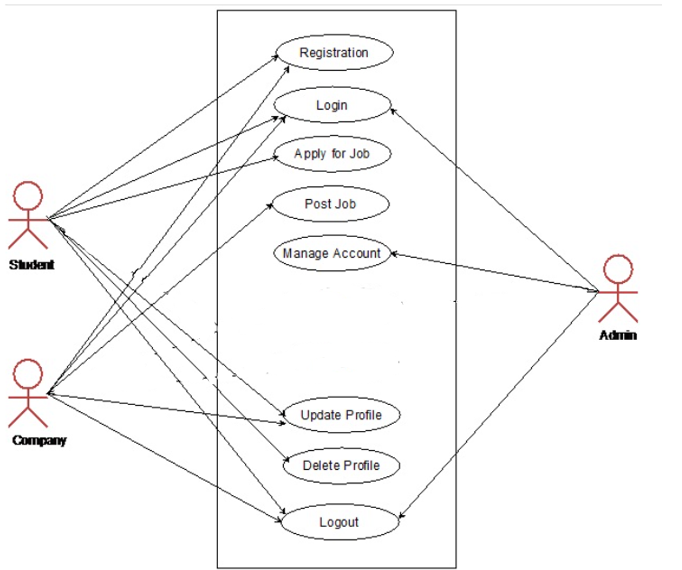 Registration
Login
Apply for Job
Post Job
Student
Manage Account
Admin
Update Profile
Company
Delete Profile
Logout